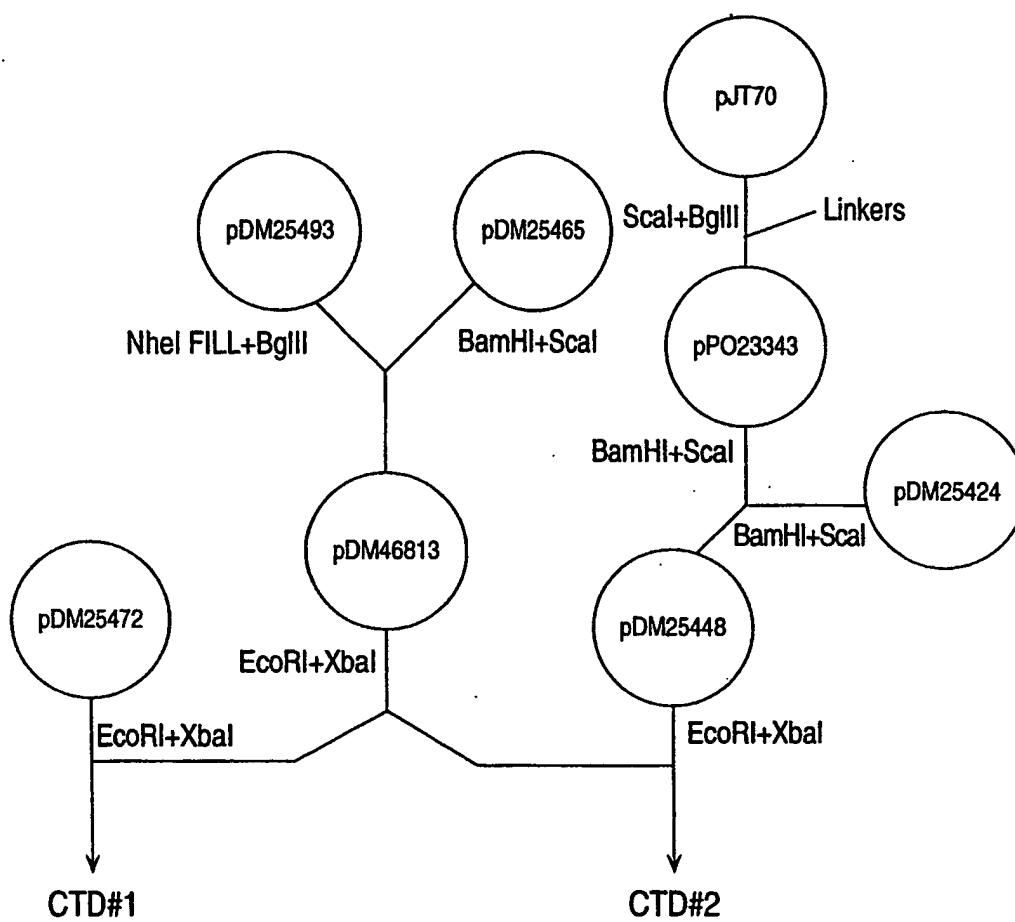 pJT70
ScaI+BglII
Linkers
pDM25493
pDM25465
NheI FILL+BglII
BamHI+ScaI
pPO23343
BamHI+ScaI
pDM25424
BamHI+ScaI
pDM46813
pDM25472
pDM25448
EcoRI+XbaI
EcoRI+XbaI
EcoRI+XbaI
CTD#1
CTD#2